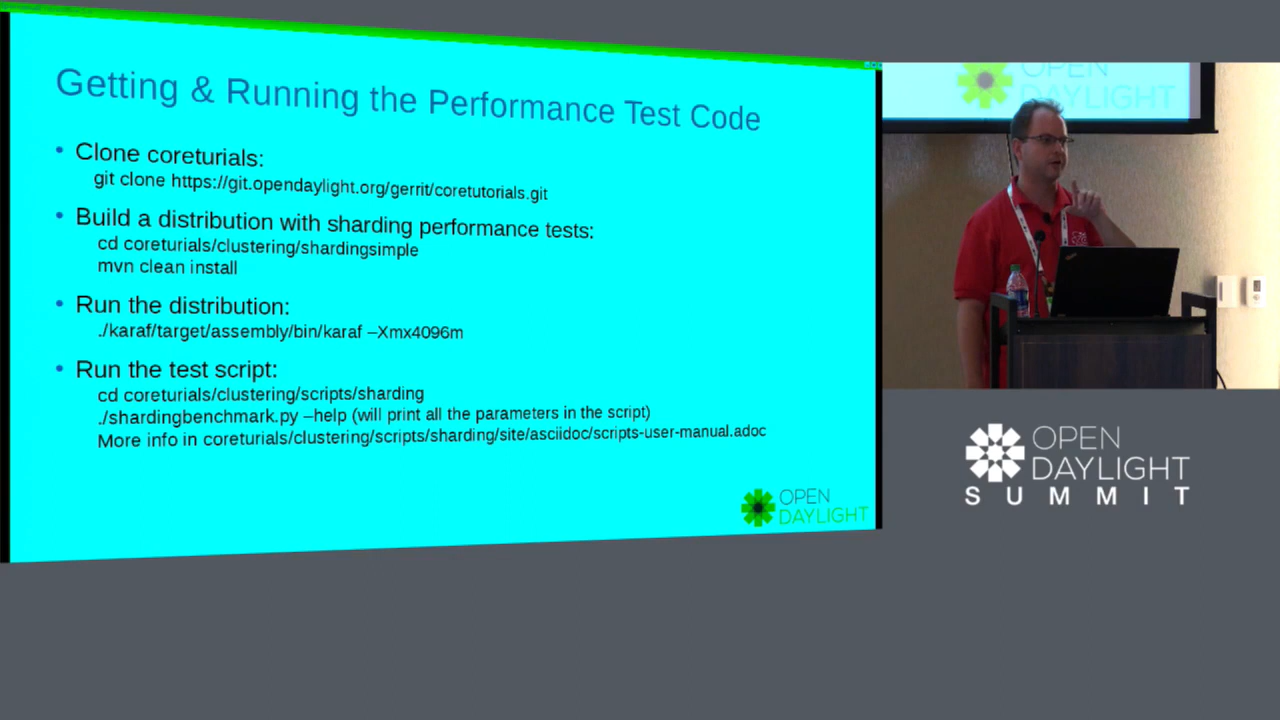 Getting & Running the Performance Test Code
• Clone coreturials:
git clone https://git.opendaylight.org/gerrit/coretutorials.git
• Build a distribution with sharding performance tests:
cd coreturials/clustering/shardingsimple
mvn clean install
• Run the distribution:
./karaf/target/assembly/bin/karaf –Xmx4096m
• Run the test script:
cd coreturials/clustering/scripts/sharding
./shardingbenchmark.py –help (will print all the parameters in the script)
More info in coreturials/clustering/scripts/sharding/site/asciidoc/scripts-user-manual.adoc
OPEN
DAYLIGHT
OPEN
DAYLIGHT
OPEN
DAYLIGHT
SUMMIT